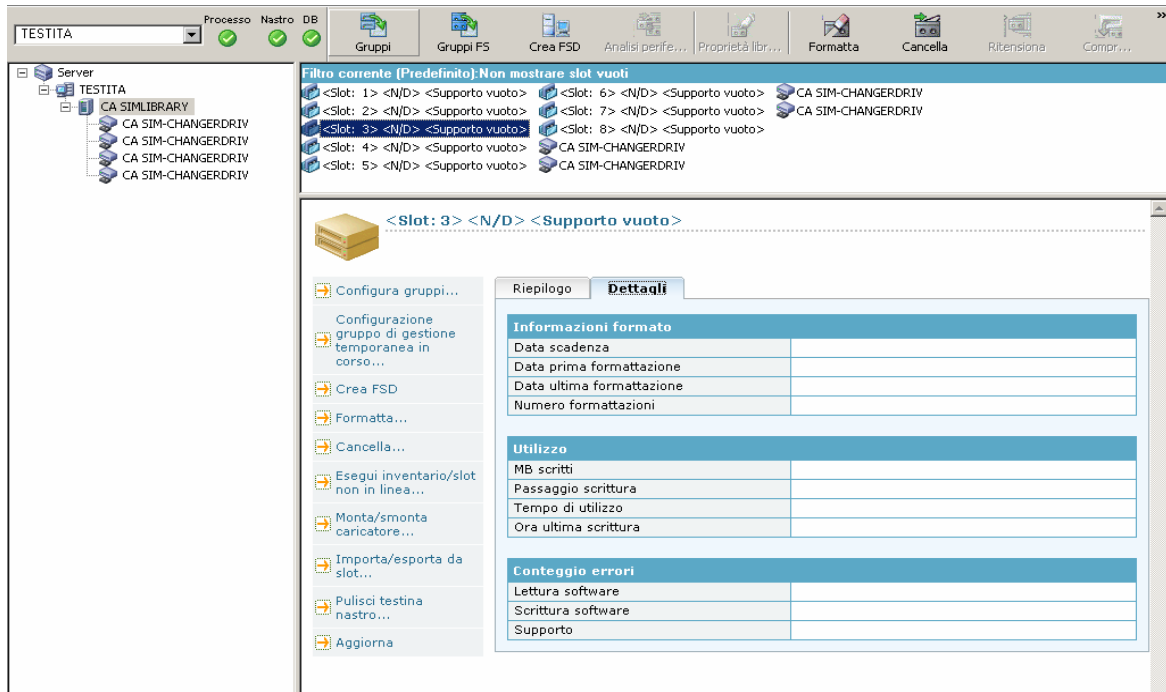 TESTITA
Processo Nastro DB
Gruppi
Gruppi FS
Crea FSD
Analisi perife...
Proprietà libr...
Formatta
Cancella
Ritensiona
Compr...
»
Server
TESTITA
CA SIMLIBRARY
CA SIM-CHANGERDRIV
CA SIM-CHANGERDRIV
CA SIM-CHANGERDRIV
CA SIM-CHANGERDRIV
Filtro corrente (Predefinito):Non mostrare slot vuoti
<Slot: 1> <N/D> <Supporto vuoto> <Slot: 6> <N/D> <Supporto vuoto> CA SIM-CHANGERDRIV
<Slot: 2> <N/D> <Supporto vuoto> <Slot: 7> <N/D> <Supporto vuoto> CA SIM-CHANGERDRIV
<Slot: 3> <N/D> <Supporto vuoto> <Slot: 8> <N/D> <Supporto vuoto>
<Slot: 4> <N/D> <Supporto vuoto> CA SIM-CHANGERDRIV
<Slot: 5> <N/D> <Supporto vuoto> CA SIM-CHANGERDRIV
<Slot: 3> <N/D> <Supporto vuoto>
Configura gruppi...
Configurazione
gruppo di gestione
temporanea in
corso...
Crea FSD
Formatta...
Cancella...
Esegui inventario/slot
non in linea...
Monta/smonta
caricatore...
Importa/esporta da
slot...
Pulisci testina
nastro...
Aggiorna
Riepilogo
Dettagli
Informazioni formato
Data scadenza
Data prima formattazione
Data ultima formattazione
Numero formattazioni
Utilizzo
MB scritti
Passaggio scrittura
Tempo di utilizzo
Ora ultima scrittura
Conteggio errori
Lettura software
Scrittura software
Supporto